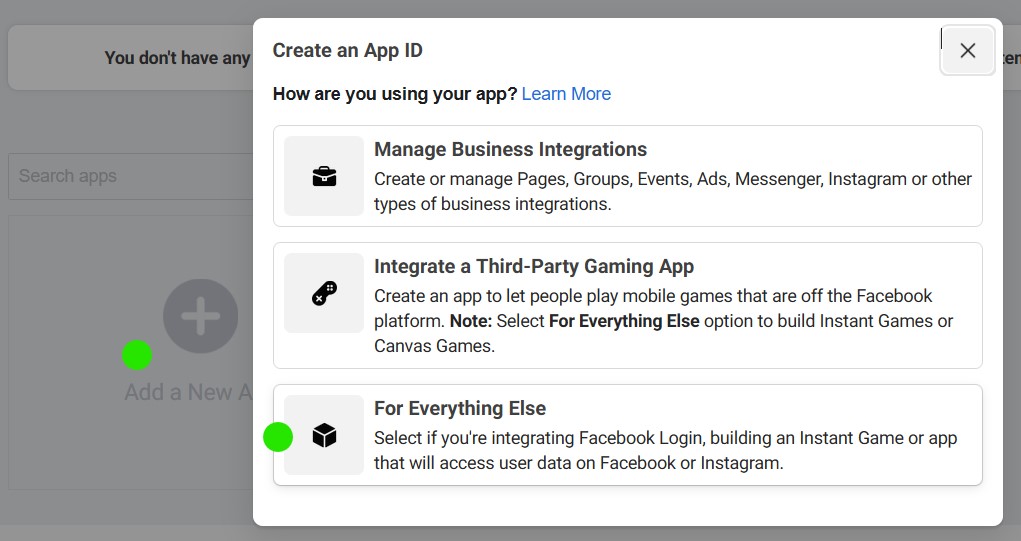 Create an App ID
You don't have any
How are you using your app? Learn More
Manage Business Integrations
Create or manage Pages, Groups, Events, Ads, Messenger, Instagram or other
types of business integrations.
Search apps
Integrate a Third-Party Gaming App
Create an app to let people play mobile games that are off the Facebook
platform. Note: Select For Everything Else option to build Instant Games or
Canvas Games.
Add a New A
For Everything Else
Select if you're integrating Facebook Login, building an Instant Game or app
that will access user data on Facebook or Instagram.